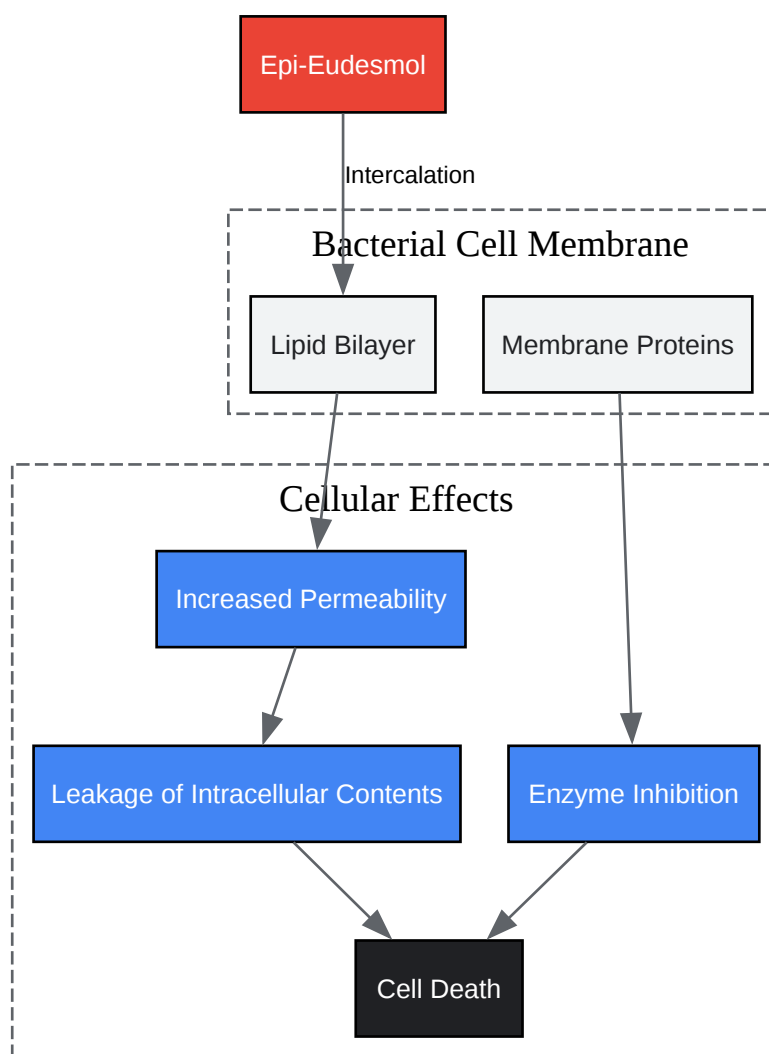 Epi-Eudesmol
Intercalation
Bacterial Cell Membrane
Lipid Bilayer
Membrane Proteins
Cellular Effects
Increased Permeability
Leakage of Intracellular Contents
Enzyme Inhibition
Cell Death